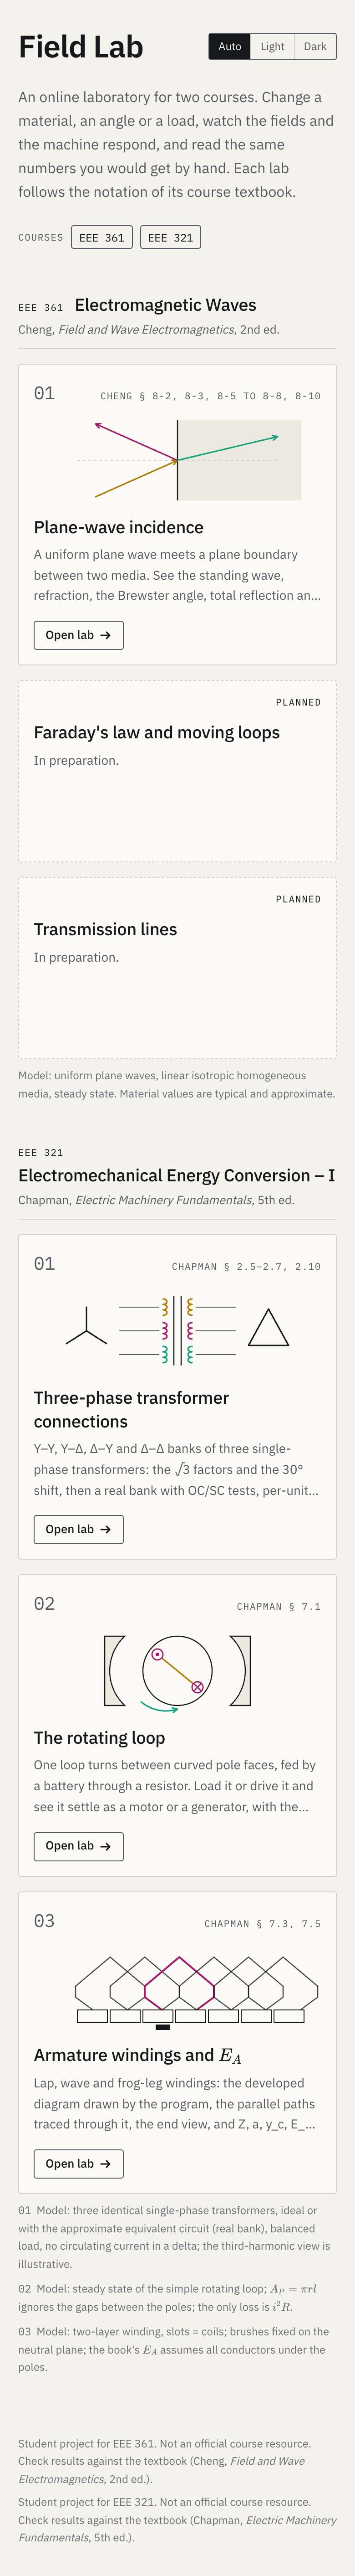 Field Lab
Auto Light Dark
An online laboratory for two courses. Change a
material, an angle or a load, watch the fields and
the machine respond, and read the same
numbers you would get by hand. Each lab
follows the notation of its course textbook.
COURSES EEE 361 EEE 321
EEE 361 Electromagnetic Waves
Cheng, Field and Wave Electromagnetics, 2nd ed.
01 CHENG § 8-2, 8-3, 8-5 TO 8-8, 8-10
Plane-wave incidence
A uniform plane wave meets a plane boundary
between two media. See the standing wave,
refraction, the Brewster angle, total reflection an…
Open lab →
PLANNED
Faraday's law and moving loops
In preparation.
PLANNED
Transmission lines
In preparation.
Model: uniform plane waves, linear isotropic homogeneous
media, steady state. Material values are typical and approximate.
EEE 321
Electromechanical Energy Conversion – I
Chapman, Electric Machinery Fundamentals, 5th ed.
01 CHAPMAN § 2.5–2.7, 2.10
Three-phase transformer
connections
Y–Y, Y–Δ, Δ–Y and Δ–Δ banks of three single-
phase transformers: the √3 factors and the 30°
shift, then a real bank with OC/SC tests, per-unit…
Open lab →
02 CHAPMAN § 7.1
The rotating loop
One loop turns between curved pole faces, fed by
a battery through a resistor. Load it or drive it and
see it settle as a motor or a generator, with the…
Open lab →
03 CHAPMAN § 7.3, 7.5
Armature windings and E_A
Lap, wave and frog-leg windings: the developed
diagram drawn by the program, the parallel paths
traced through it, the end view, and Z, a, y_c, E_…
Open lab →
01 Model: three identical single-phase transformers, ideal or
with the approximate equivalent circuit (real bank), balanced
load, no circulating current in a delta; the third-harmonic view is
illustrative.
02 Model: steady state of the simple rotating loop; A_P = πrl
ignores the gaps between the poles; the only loss is i²R.
03 Model: two-layer winding, slots = coils; brushes fixed on the
neutral plane; the book's E_A assumes all conductors under the
poles.
Student project for EEE 361. Not an official course resource.
Check results against the textbook (Cheng, Field and Wave
Electromagnetics, 2nd ed.).
Student project for EEE 321. Not an official course resource.
Check results against the textbook (Chapman, Electric Machinery
Fundamentals, 5th ed.).